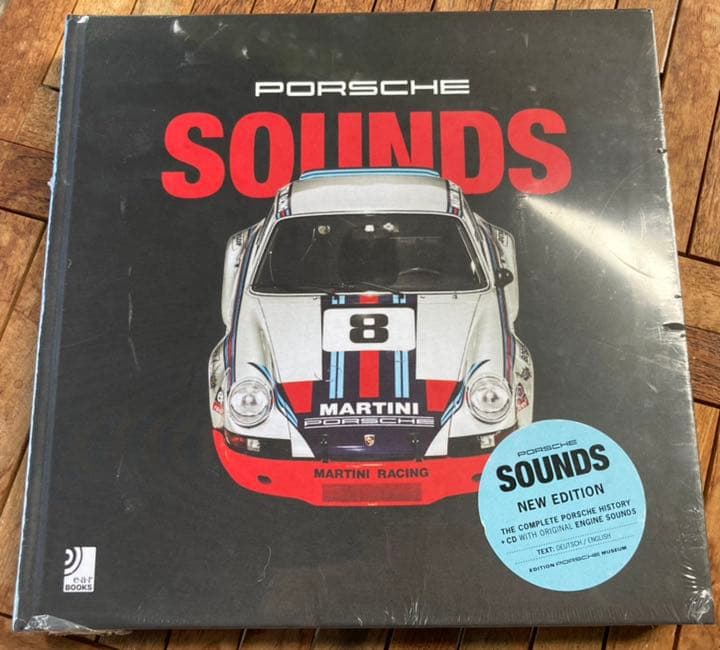 PORSCHE
SOUNDS
8
MARTINI
PORSCHE
MARTINI RACING
PORSCHE
SOUNDS
NEW EDITION
THE COMPLETE PORSCHE HISTORY
+ CD WITH ORIGINAL ENGINE SOUNDS
TEXT: DEUTSCH / ENGLISH
EDITION PORSCHE MUSEUM
ear
BOOKS